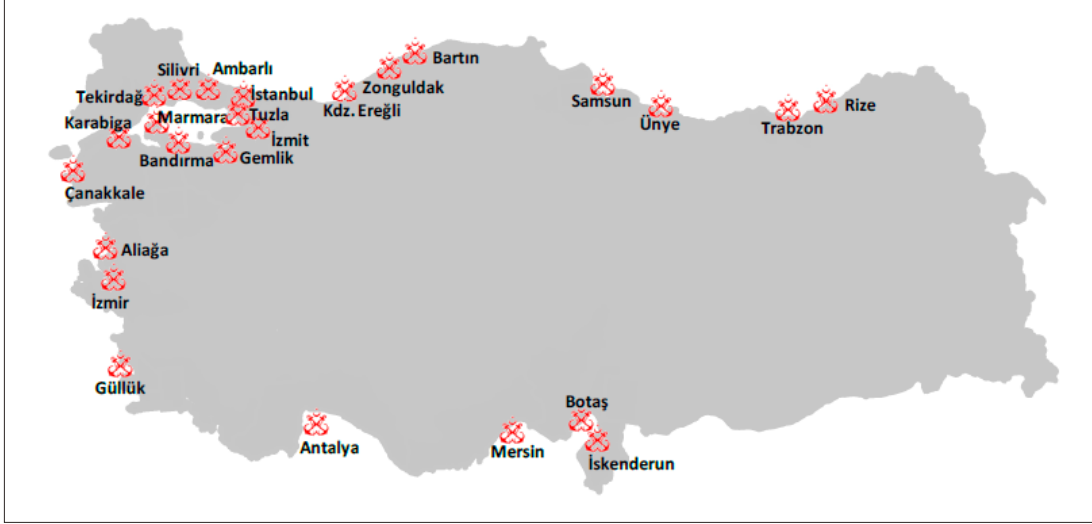 Bartın
Silivri
Ambarlı
Zonguldak
Tekirdağ
İstanbul
Kdz. Ereğli
Samsun
Rize
Karabiga
Marmara
Tuzla
Ünye
Trabzon
İzmit
Bandırma
Gemlik
Çanakkale
Aliağa
İzmir
Güllük
Botaş
Antalya
Mersin
İskenderun